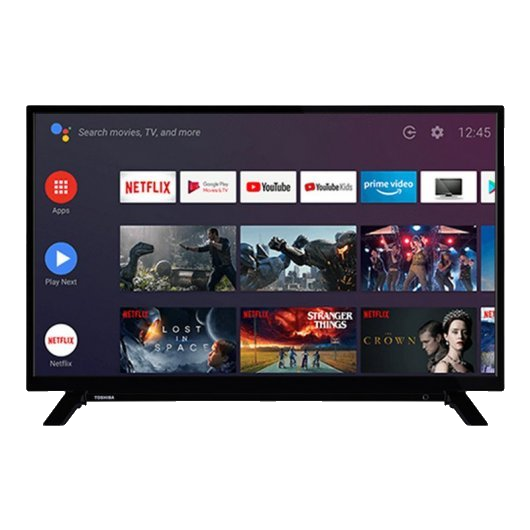 Search movies, TV, and more
12:45
NETFLIX
Google Play
Movies & TV
YouTube
YouTube Kids
prime video
Apps
Play Next
NETFLIX
LOST
IN
SPACE
NETFLIX
STRANGER
THINGS
NETFLIX
THE
CROWN
NETFLIX
Netflix
TOSHIBA